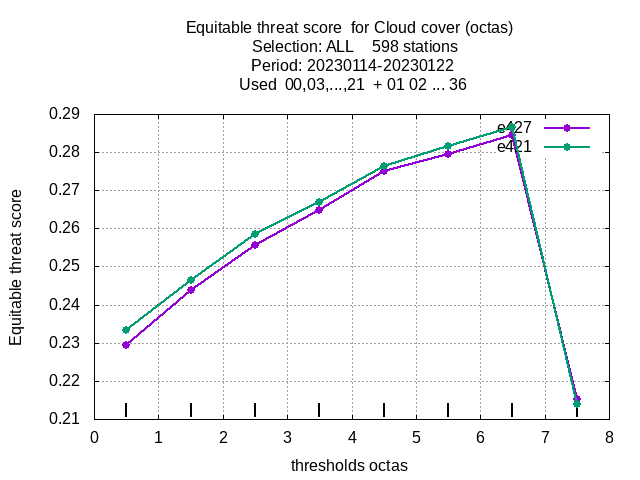 Equitable threat score  for Cloud cover (octas)
Selection: ALL    598 stations
Period: 20230114-20230122
Used  00,03,...,21  + 01 02 ... 36
0.29
0.28
0.27
0.26
0.25
0.24
0.23
0.22
0.21
Equitable threat score
e427
e421
0 1 2 3 4 5 6 7 8
thresholds octas